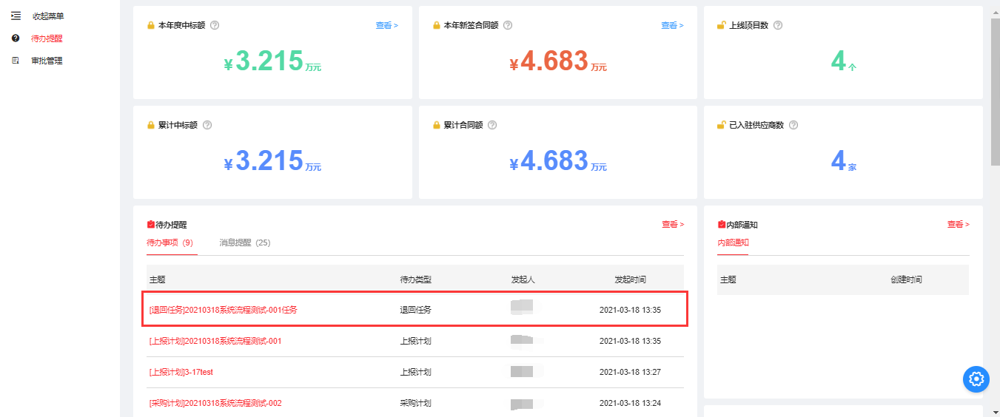 收起菜单
待办提醒
审批管理
本年度中标额 查看 >
¥3.215万元
本年新签合同额 查看 >
¥4.683万元
上线项目数
4个
累计中标额
¥3.215万元
累计合同额
¥4.683万元
已入驻供应商数
4家
待办提醒 查看 >
待办事项 (9) 消息提醒 (25)
主题 待办类型 发起人 发起时间
[退回任务]20210318系统流程测试-001任务 退回任务 2021-03-18 13:35
[上报计划]20210318系统流程测试-001 上报计划 2021-03-18 13:35
[上报计划]3-17test 上报计划 2021-03-18 13:27
[采购计划]20210318系统流程测试-002 采购计划 2021-03-18 13:24
内部通知 查看 >
内部通知
主题 创建时间